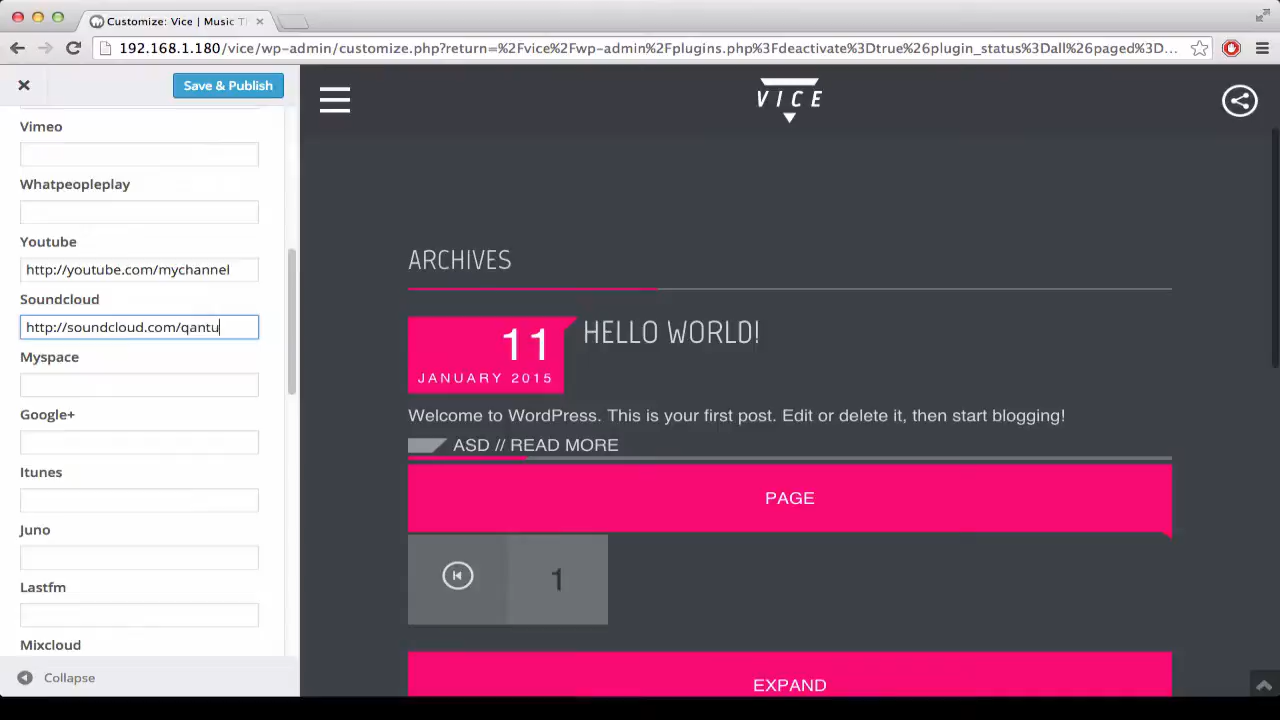 Customize: Vice | Music T
192.168.1.180/vice/wp-admin/customize.php?return=%2Fvice%2Fwp-admin%2Fplugins.php%3Fdeactivate%3Dtrue%26plugin_status%3Dall%26paged%3D...
Save & Publish
Vimeo
Whatpeopleplay
Youtube
http://youtube.com/mychannel
Soundcloud
http://soundcloud.com/qantu
Myspace
Google+
Itunes
Juno
Lastfm
Mixcloud
Collapse
VICE
ARCHIVES
11
JANUARY 2015
HELLO WORLD!
Welcome to WordPress. This is your first post. Edit or delete it, then start blogging!
ASD // READ MORE
PAGE
1
EXPAND